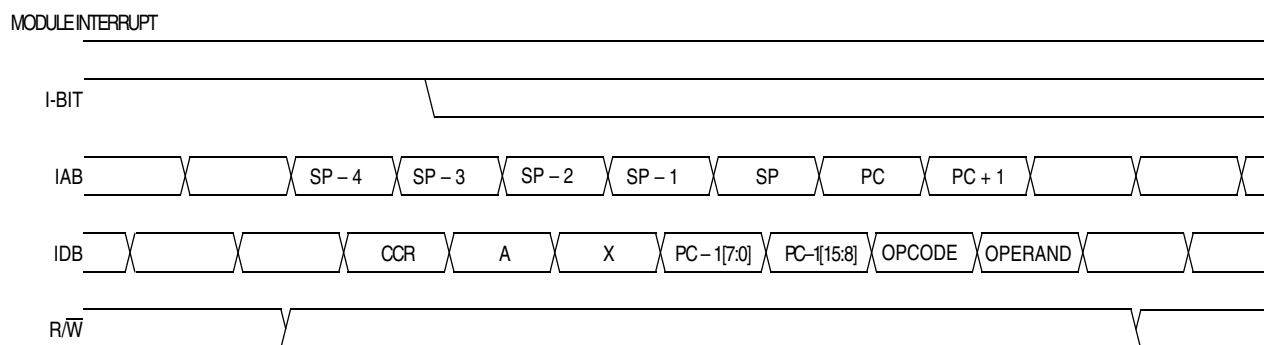 MODULE INTERRUPT
I-BIT
IAB SP – 4 SP – 3 SP – 2 SP – 1 SP PC PC + 1
IDB CCR A X PC – 1[7:0] PC–1[15:8] OPCODE OPERAND
R/W̅